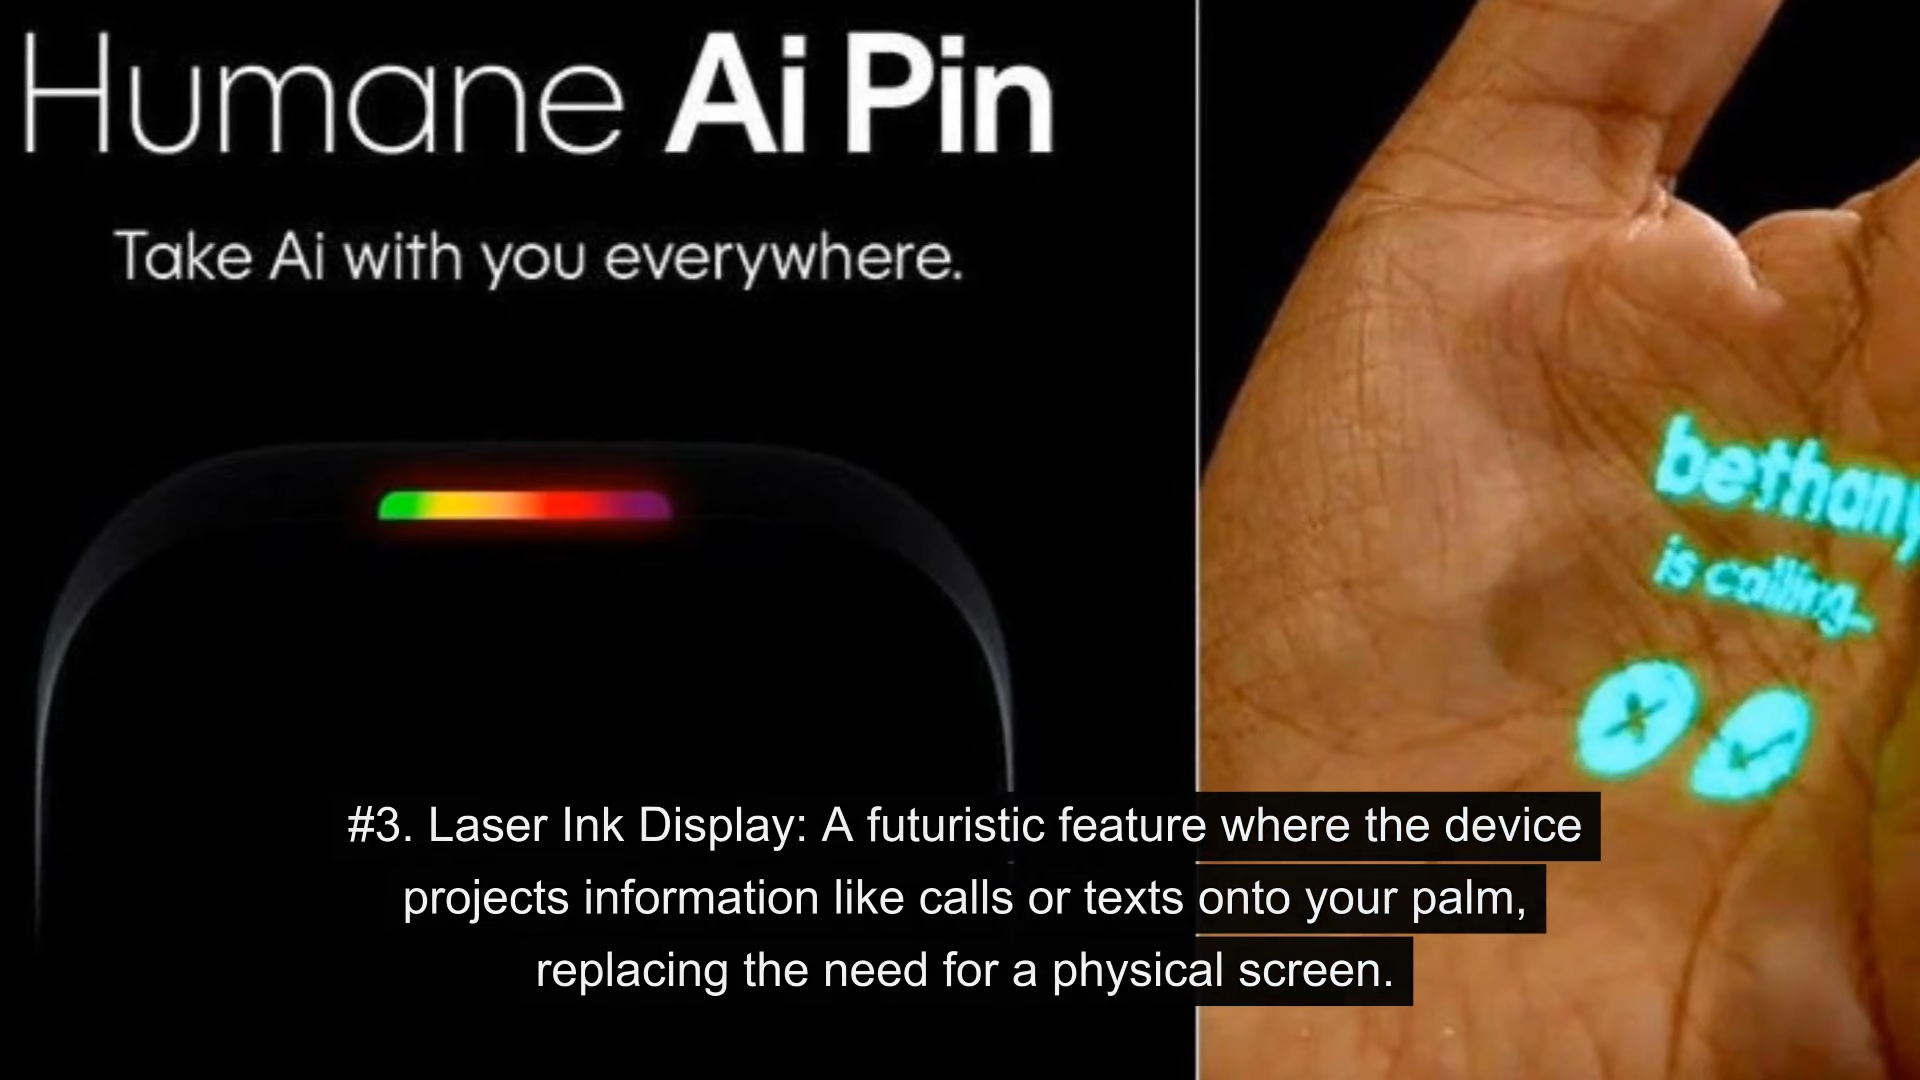 Humane Ai Pin
Take Ai with you everywhere.
bethany
is calling...
#3. Laser Ink Display: A futuristic feature where the device
projects information like calls or texts onto your palm,
replacing the need for a physical screen.